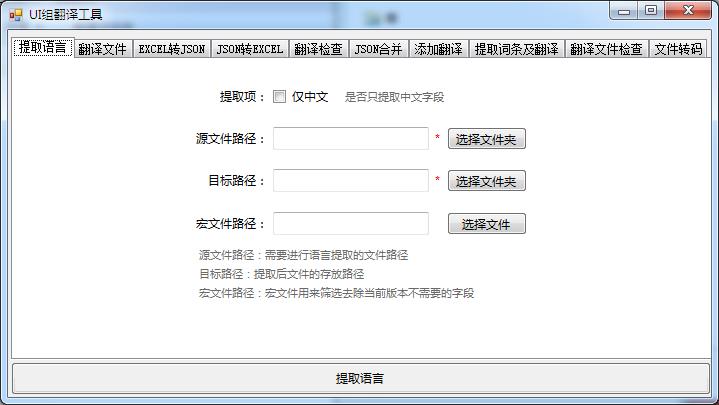 UI组翻译工具
提取语言 翻译文件 EXCEL转JSON JSON转EXCEL 翻译检查 JSON合并 添加翻译 提取词条及翻译 翻译文件检查 文件转码
提取项： 仅中文 是否只提取中文字段
源文件路径： * 选择文件夹
目标路径： * 选择文件夹
宏文件路径： 选择文件
源文件路径：需要进行语言提取的文件路径
目标路径：提取后文件的存放路径
宏文件路径：宏文件用来筛选去除当前版本不需要的字段
提取语言